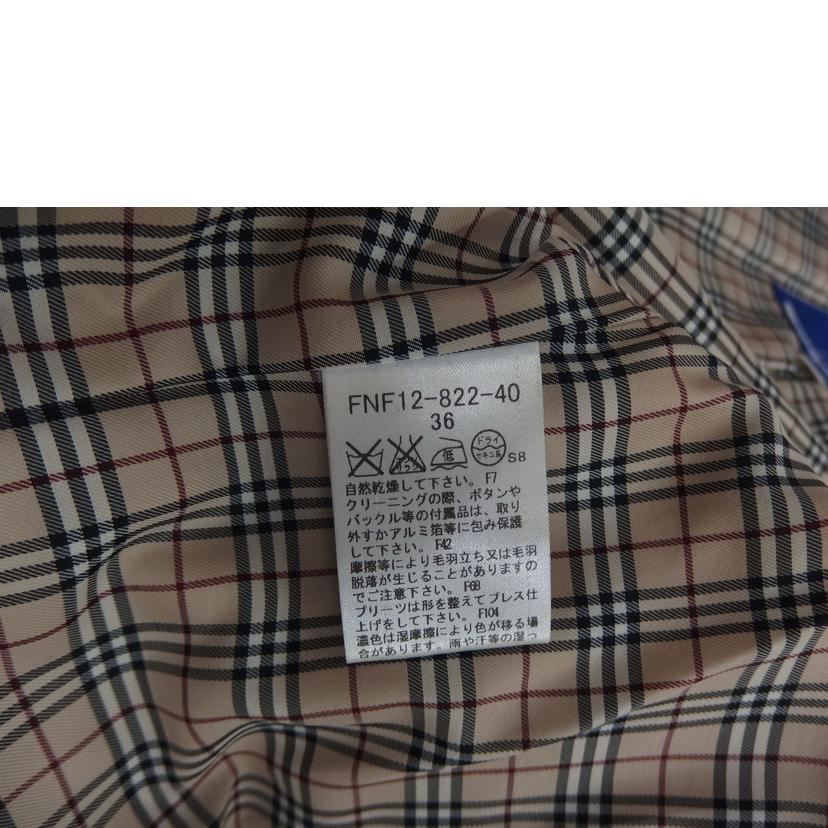 FNF12-822-40
36
ドライ
セキユ系
低
S8
自然乾燥して下さい。F7
クリーニングの際、ボタンや
バックル等の付属品は、取り
外すかアルミ箔等に包み保護
して下さい。F42
摩擦等により毛羽立ち又は毛羽
脱落が生じることがありますの
でご注意下さい。F68
プリーツは形を整えてプレス仕
上げをして下さい。F104
濃色は湿摩擦により色が移る場
合があります。雨や汗等の湿っ